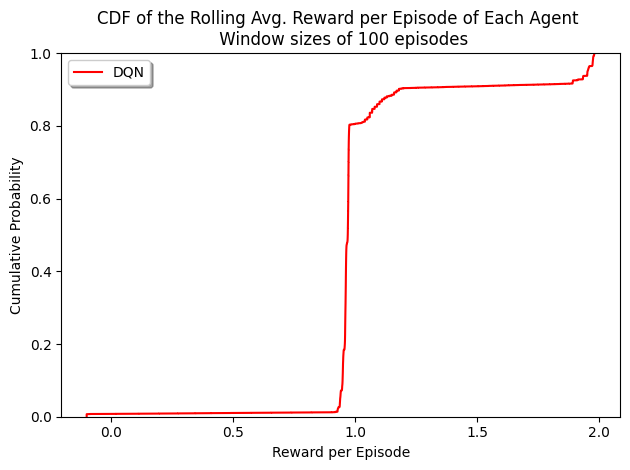 CDF of the Rolling Avg. Reward per Episode of Each Agent
Window sizes of 100 episodes
DQN
Cumulative Probability
1.0
0.8
0.6
0.4
0.2
0.0
0.0 0.5 1.0 1.5 2.0
Reward per Episode